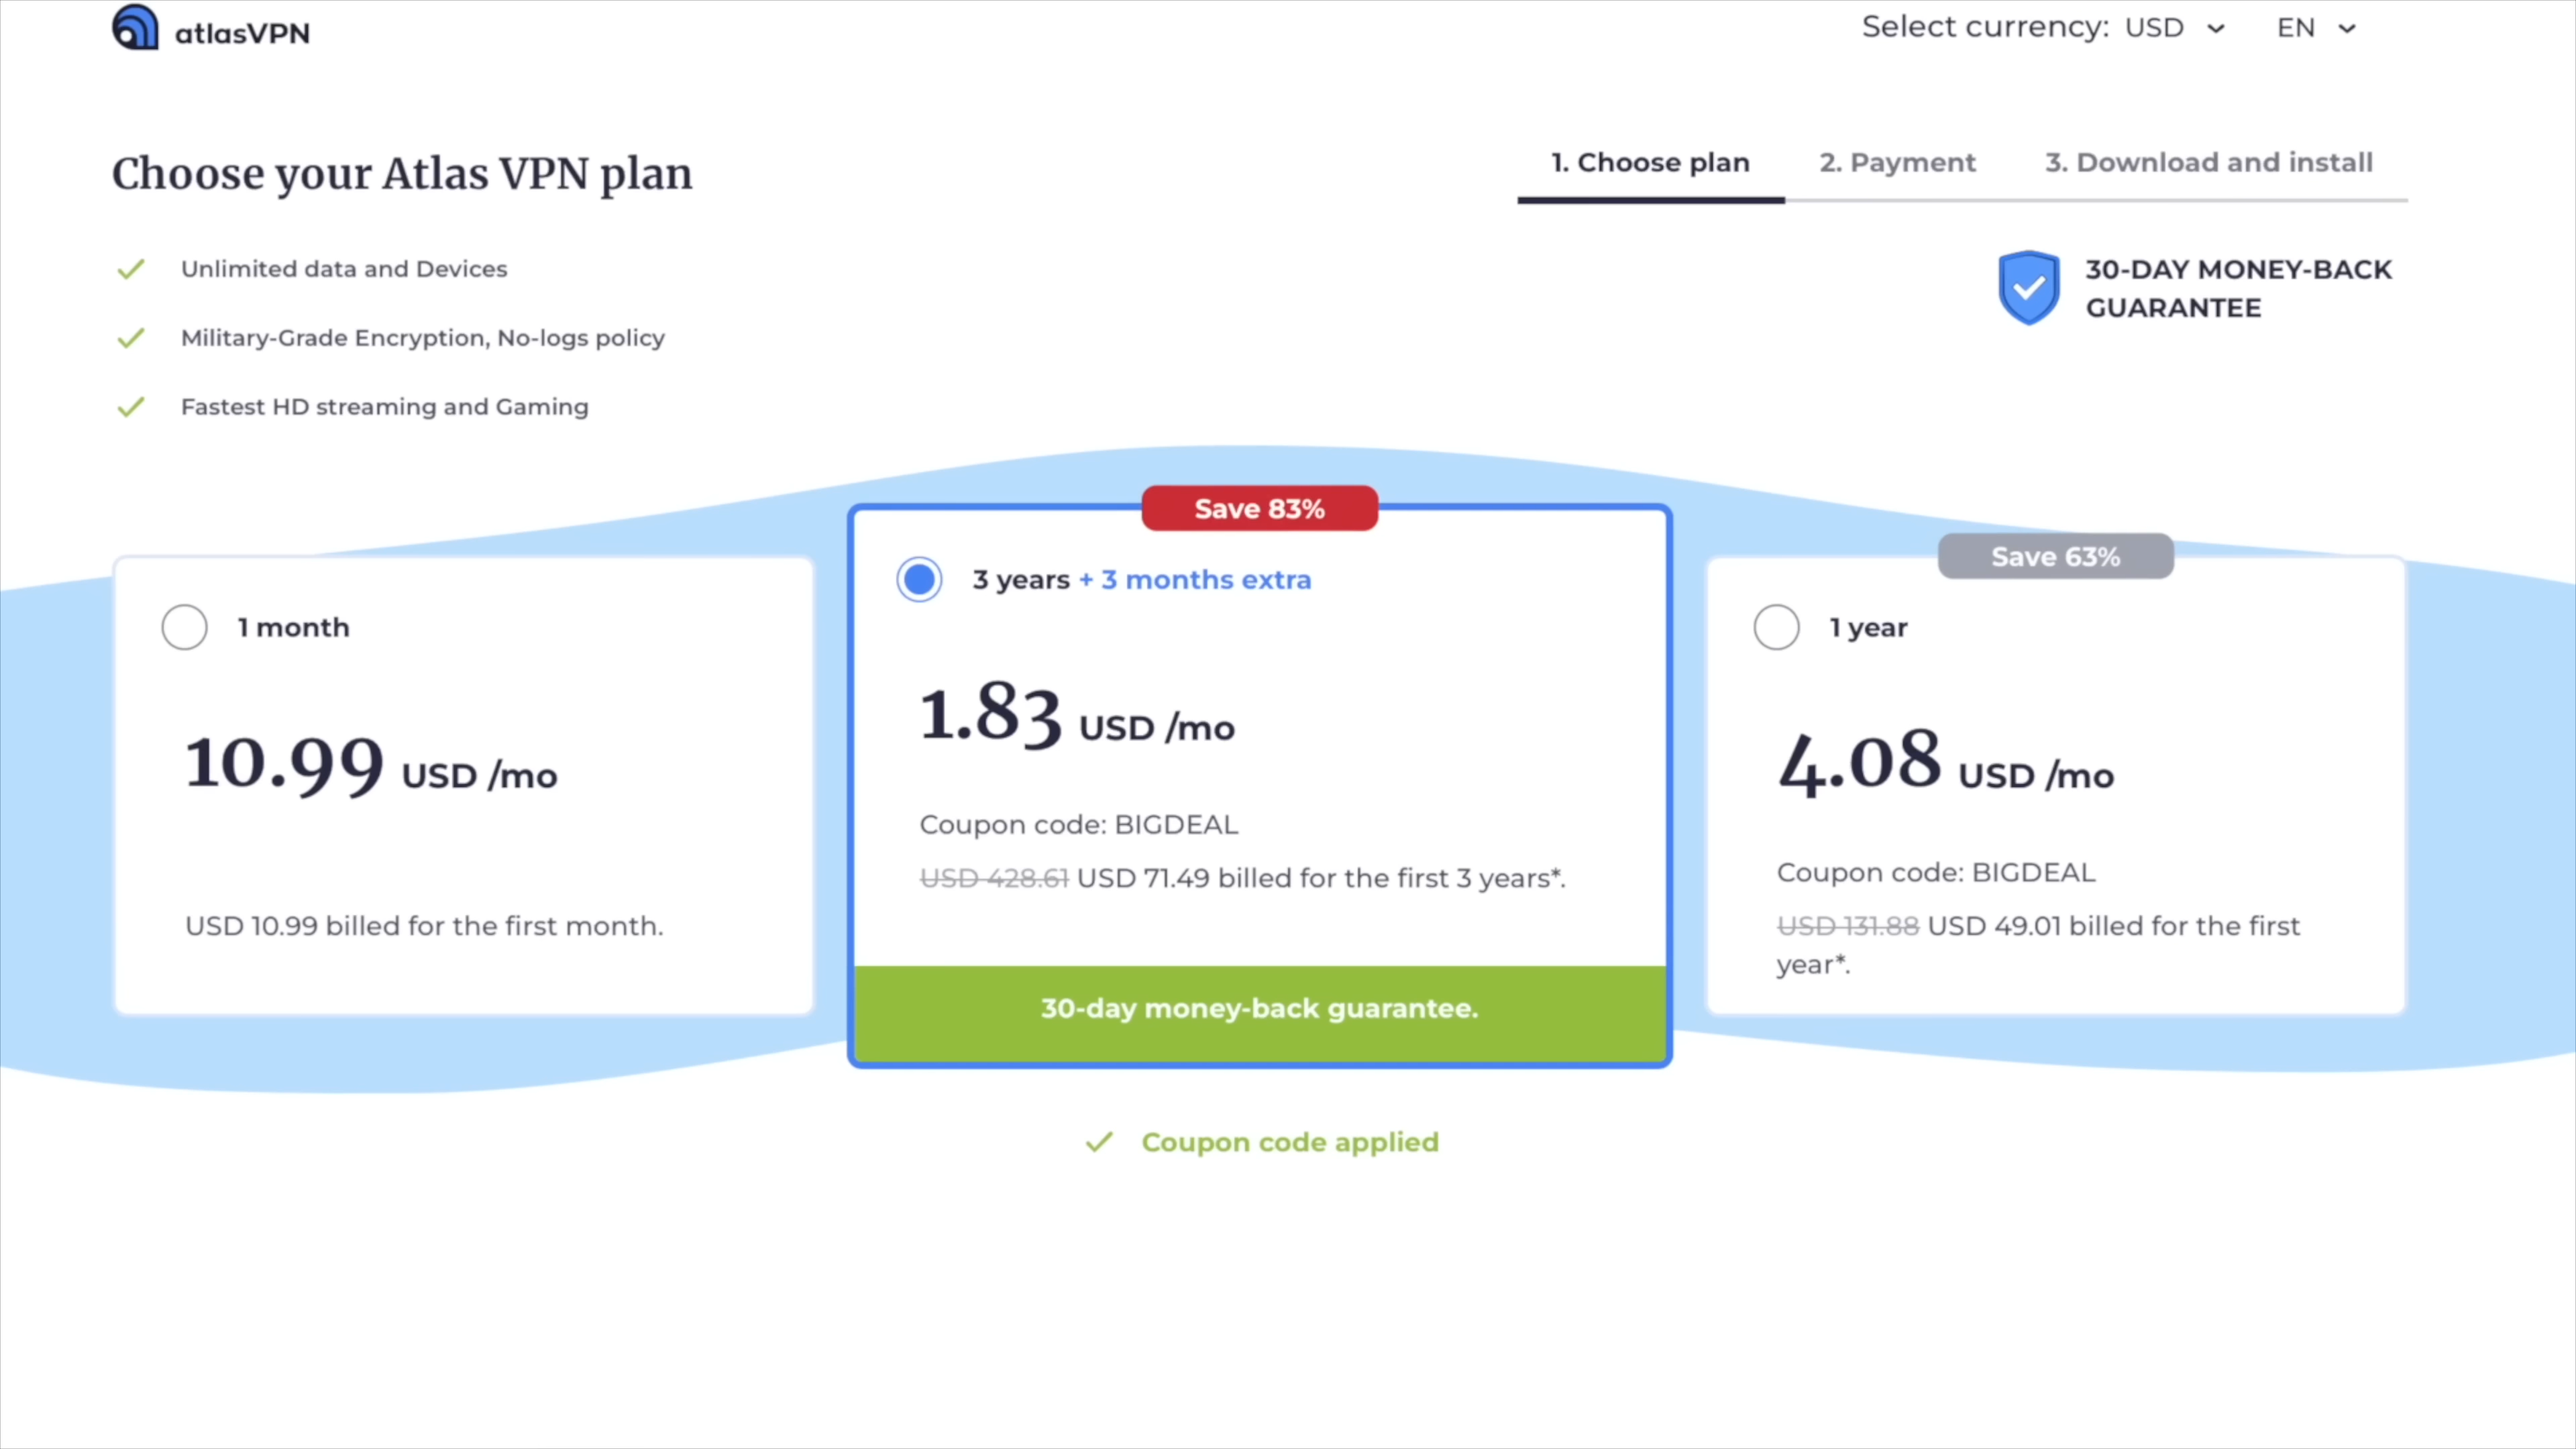 atlasVPN
Select currency: USD
EN
Choose your Atlas VPN plan
1. Choose plan
2. Payment
3. Download and install
Unlimited data and Devices
Military-Grade Encryption, No-logs policy
Fastest HD streaming and Gaming
30-DAY MONEY-BACK
GUARANTEE
1 month
10.99 USD /mo
USD 10.99 billed for the first month.
Save 83%
3 years + 3 months extra
1.83 USD /mo
Coupon code: BIGDEAL
USD 428.61 USD 71.49 billed for the first 3 years*.
30-day money-back guarantee.
Save 63%
1 year
4.08 USD /mo
Coupon code: BIGDEAL
USD 131.88 USD 49.01 billed for the first
year*.
Coupon code applied